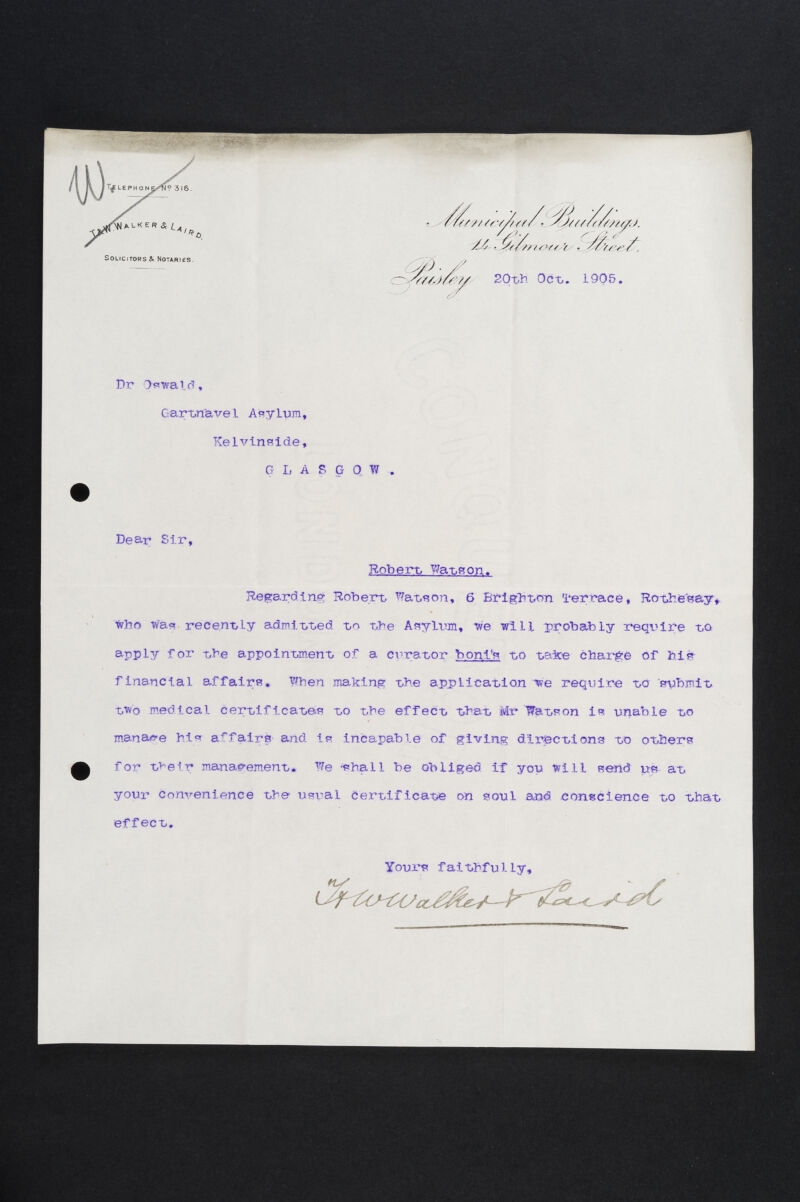 W
TELEPHONE Nº 316.
T&W. WALKER & LAIRD.
SOLICITORS & NOTARIES.
Municipal Buildings.
14 Gilmour Street.
Paisley 20th Oct. 1905.
Dr Oswald,
Gartnavel Asylum,
Kelvinside,
G L A S G O W .
Dear Sir,
Robert Watson.
Regarding Robert Watson, 6 Brighton Terrace, Rothesay,
who was recently admitted to the Asylum, we will probably require to
apply for the appointment of a curator bonis to take charge of his
financial affairs. When making the application we require to submit
two medical certificates to the effect that Mr Watson is unable to
manage his affairs and is incapable of giving directions to others
for their management. We shall be obliged if you will send us at
your convenience the usual certificate on soul and conscience to that
effect.
Yours faithfully,
T&W Walker & Laird
CONQU